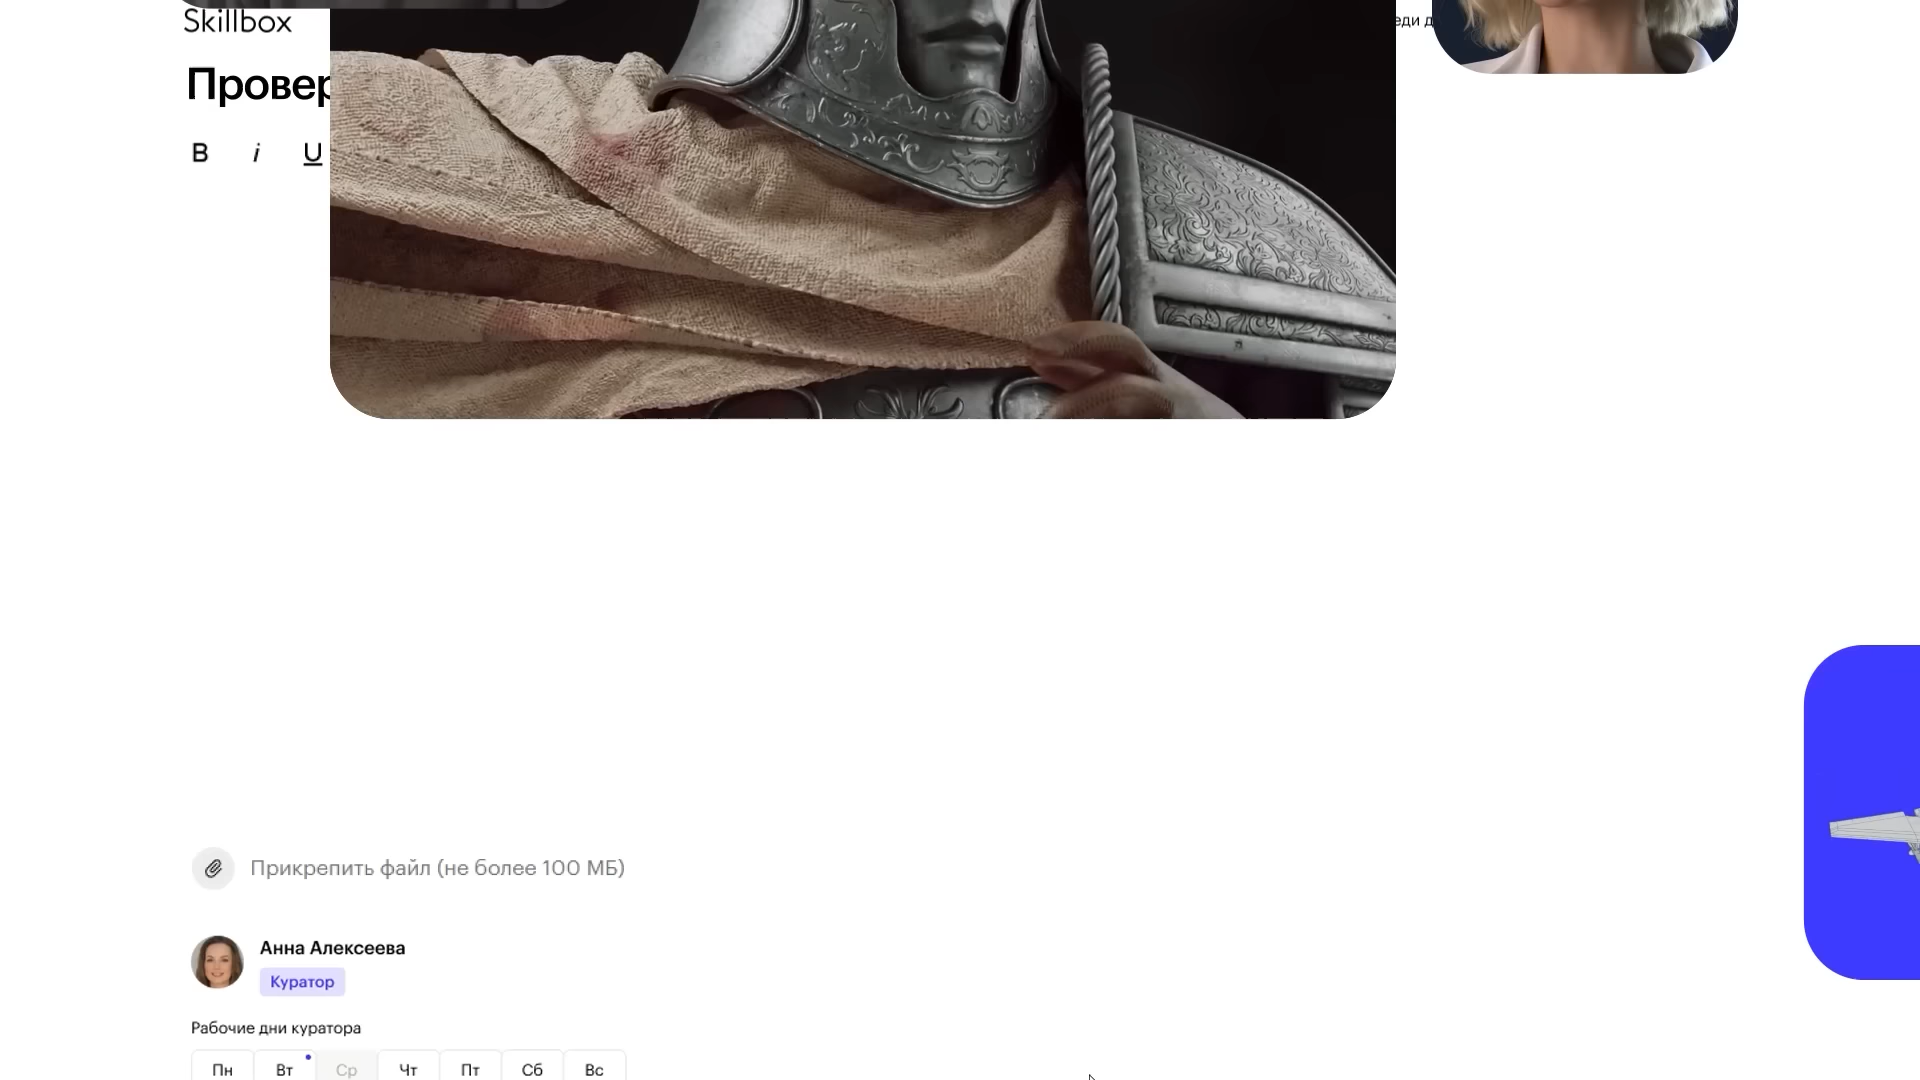 Skillbox
еди д
Провер
B i U
Прикрепить файл (не более 100 МБ)
Анна Алексеева
Куратор
Рабочие дни куратора
Пн Вт Ср Чт Пт Сб Вс